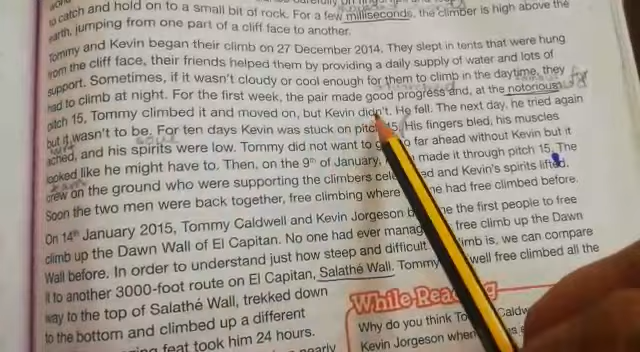 to catch and hold on to a small bit of rock. For a few milliseconds, the climber is high above the
earth, jumping from one part of a cliff face to another.
Tommy and Kevin began their climb on 27 December 2014. They slept in tents that were hung
from the cliff face, their friends helped them by providing a daily supply of water and lots of
support. Sometimes, if it wasn't cloudy or cool enough for them to climb in the daytime, they
had to climb at night. For the first week, the pair made good progress and, at the notorious
pitch 15, Tommy climbed it and moved on, but Kevin didn't. He fell. The next day, he tried again
but it wasn't to be. For ten days Kevin was stuck on pitch 15. His fingers bled, his muscles
ached, and his spirits were low. Tommy did not want to far ahead without Kevin but it
looked like he might have to. Then, on the 9th of January, made it through pitch 15. The
crew on the ground who were supporting the climbers and Kevin's spirits lifted.
Soon the two men were back together, free climbing where had free climbed before.
On 14th January 2015, Tommy Caldwell and Kevin Jorgeson the first people to free
climb up the Dawn Wall of El Capitan. No one had ever free climb up the Dawn
Wall before. In order to understand just how steep and difficult is, we can compare
it to another 3000-foot route on El Capitan, Salathé Wall. Tommy free climbed all the
way to the top of Salathé Wall, trekked down
to the bottom and climbed up a different
feat took him 24 hours.
nearly
While-Reading
Why do you think
Kevin Jorgeson